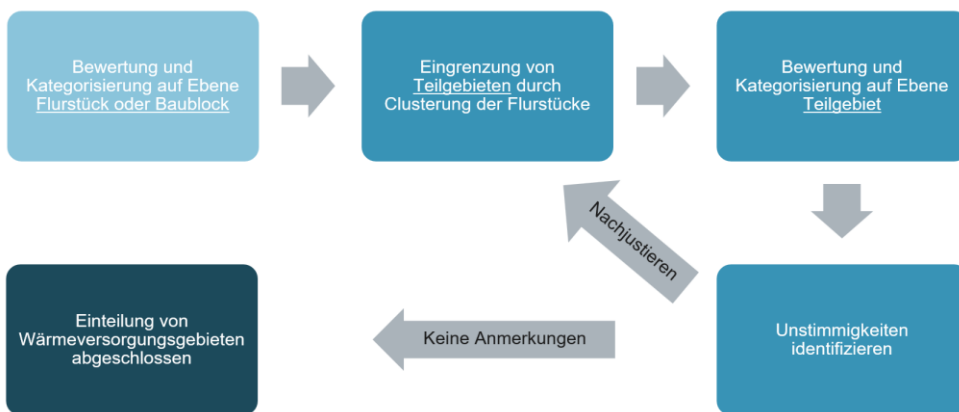 Bewertung und
Kategorisierung auf Ebene
Flurstück oder Baublock
Eingrenzung von
Teilgebieten durch
Clusterung der Flurstücke
Bewertung und
Kategorisierung auf Ebene
Teilgebiet
Nachjustieren
Einteilung von
Wärmeversorgungsgebieten
abgeschlossen
Keine Anmerkungen
Unstimmigkeiten
identifizieren